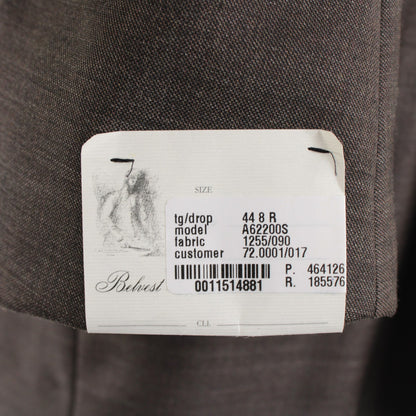 SIZE
tg/drop 44 8 R
model A62200S
fabric 1255/090
customer 72.0001/017
P. 464126
0011514881 R. 185576
Belvest
CLL